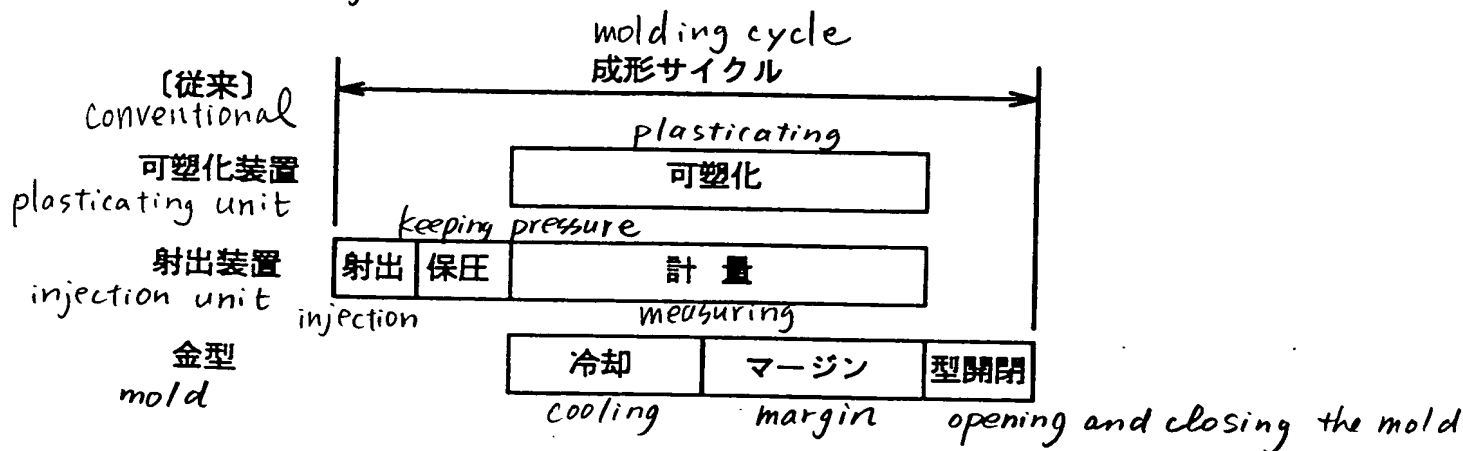 molding cycle
成形サイクル
〔従来〕
conventional
plasticating
可塑化装置
可塑化
plasticating unit
keeping pressure
射出装置
射出
保圧
計量
injection unit
injection
measuring
金型
冷却
マージン
型開閉
mold
cooling
margin
opening and closing the mold